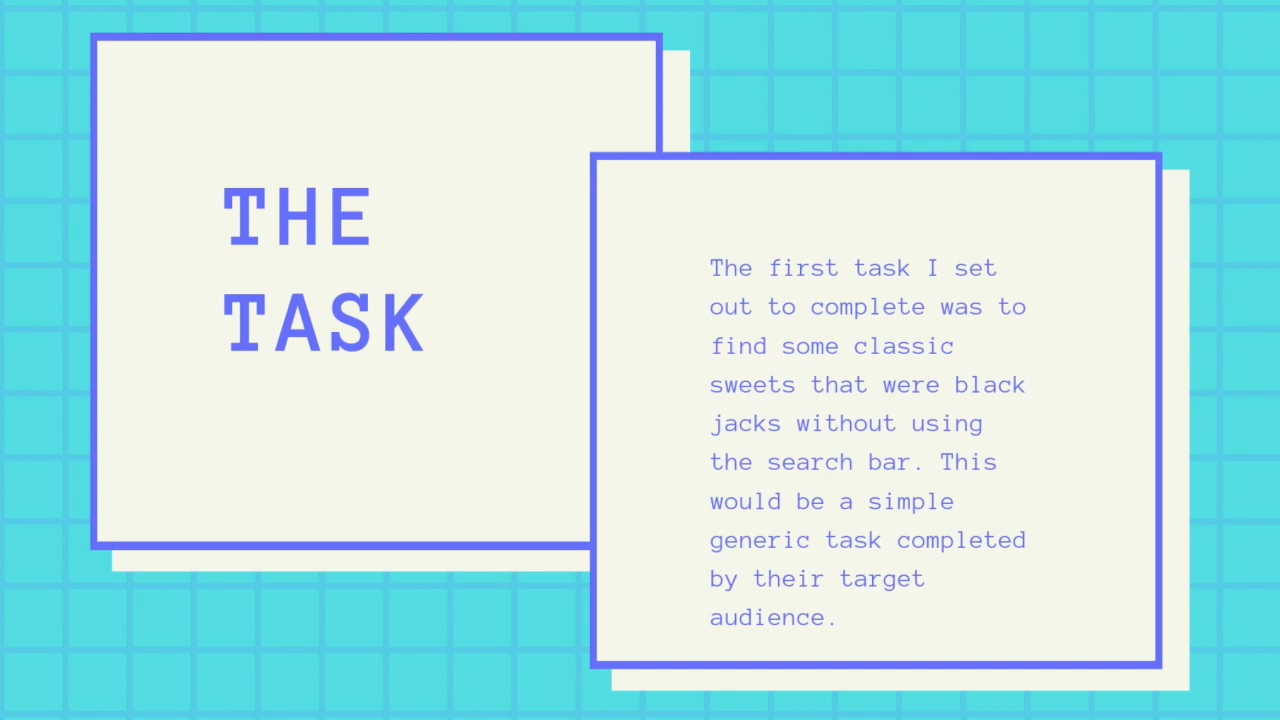 THE
TASK
The first task I set
out to complete was to
find some classic
sweets that were black
jacks without using
the search bar. This
would be a simple
generic task completed
by their target
audience.